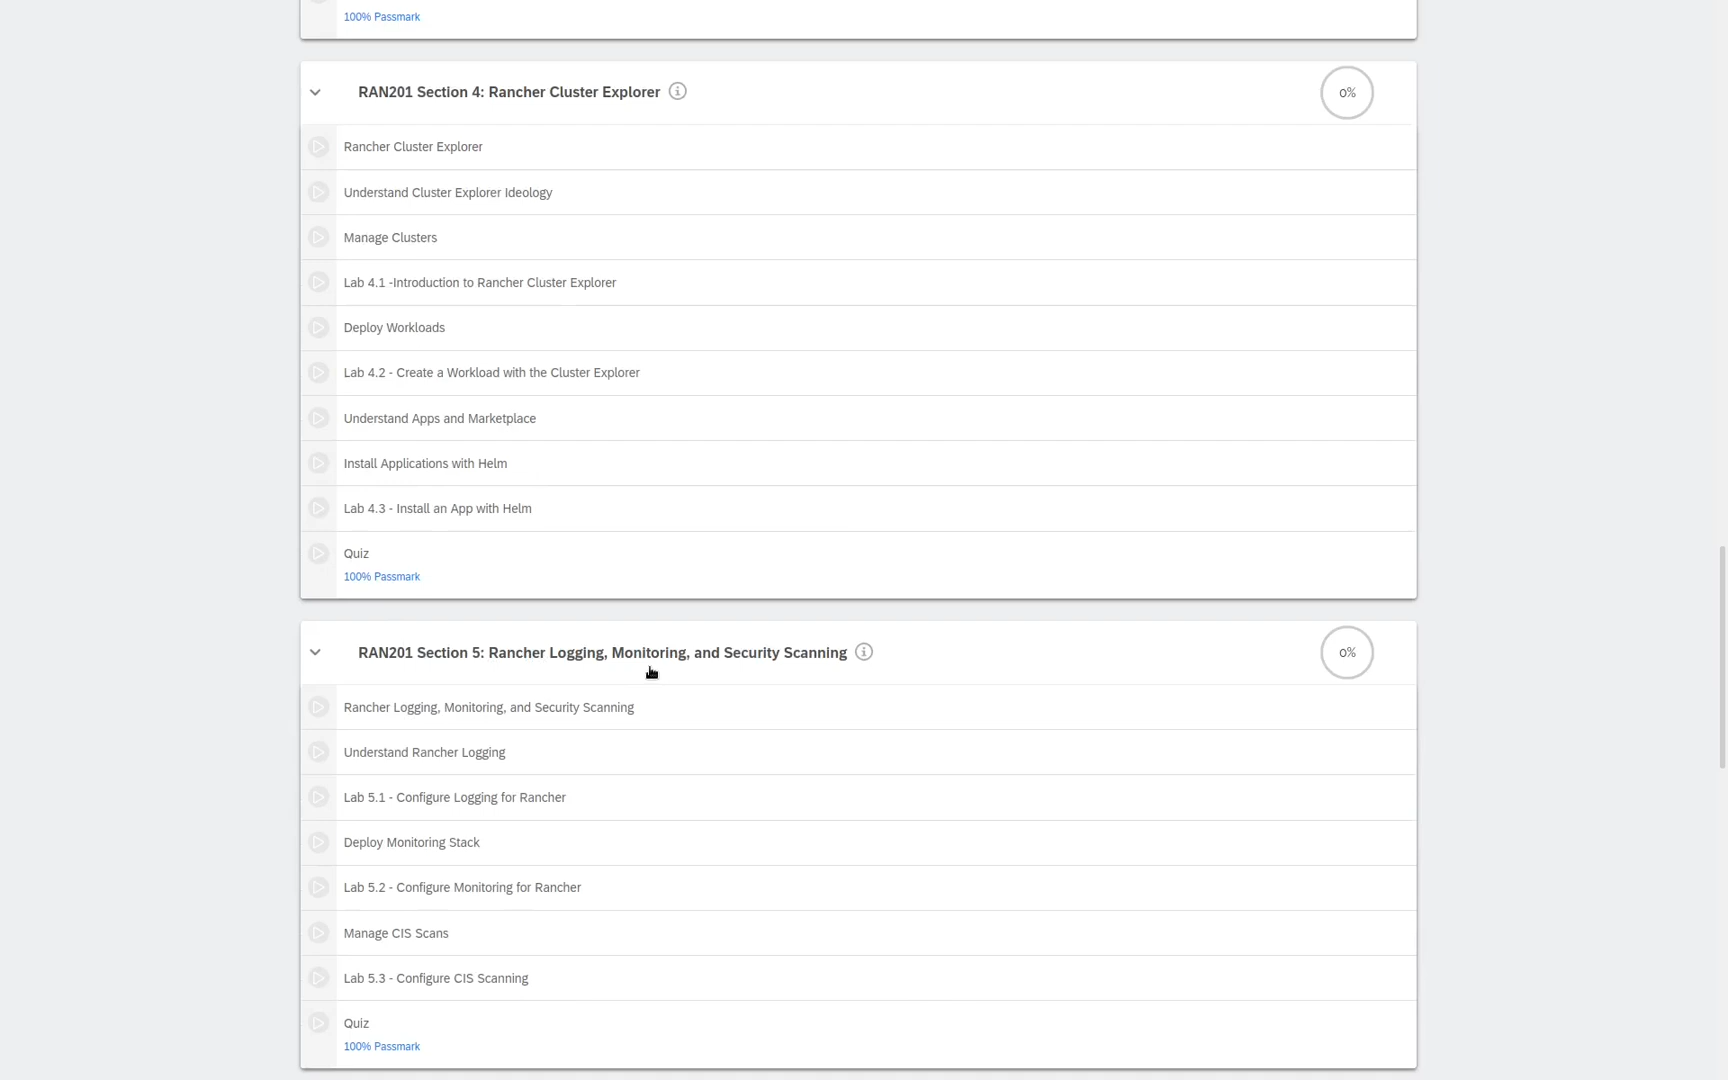 100% Passmark
RAN201 Section 4: Rancher Cluster Explorer
0%
Rancher Cluster Explorer
Understand Cluster Explorer Ideology
Manage Clusters
Lab 4.1 -Introduction to Rancher Cluster Explorer
Deploy Workloads
Lab 4.2 - Create a Workload with the Cluster Explorer
Understand Apps and Marketplace
Install Applications with Helm
Lab 4.3 - Install an App with Helm
Quiz
100% Passmark
RAN201 Section 5: Rancher Logging, Monitoring, and Security Scanning
0%
Rancher Logging, Monitoring, and Security Scanning
Understand Rancher Logging
Lab 5.1 - Configure Logging for Rancher
Deploy Monitoring Stack
Lab 5.2 - Configure Monitoring for Rancher
Manage CIS Scans
Lab 5.3 - Configure CIS Scanning
Quiz
100% Passmark